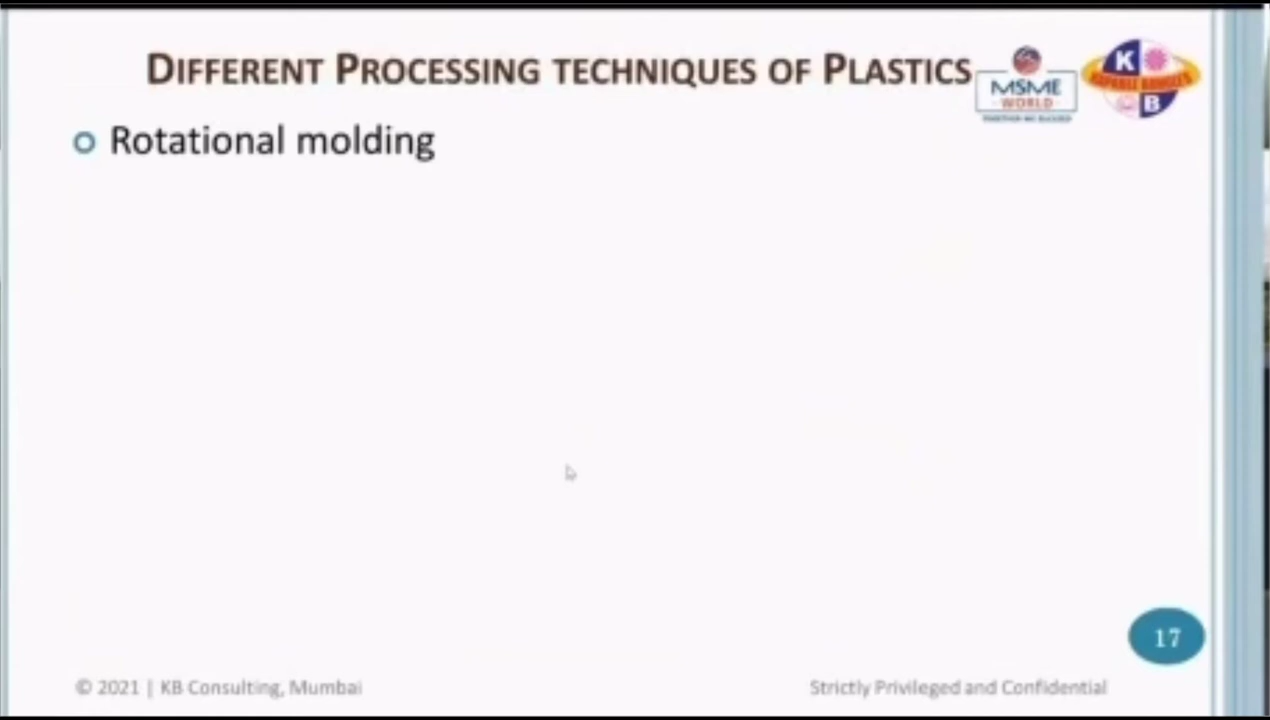 DIFFERENT PROCESSING TECHNIQUES OF PLASTICS
MSME
WORLD
K
B
Rotational molding
17
© 2021 | KB Consulting, Mumbai
Strictly Privileged and Confidential